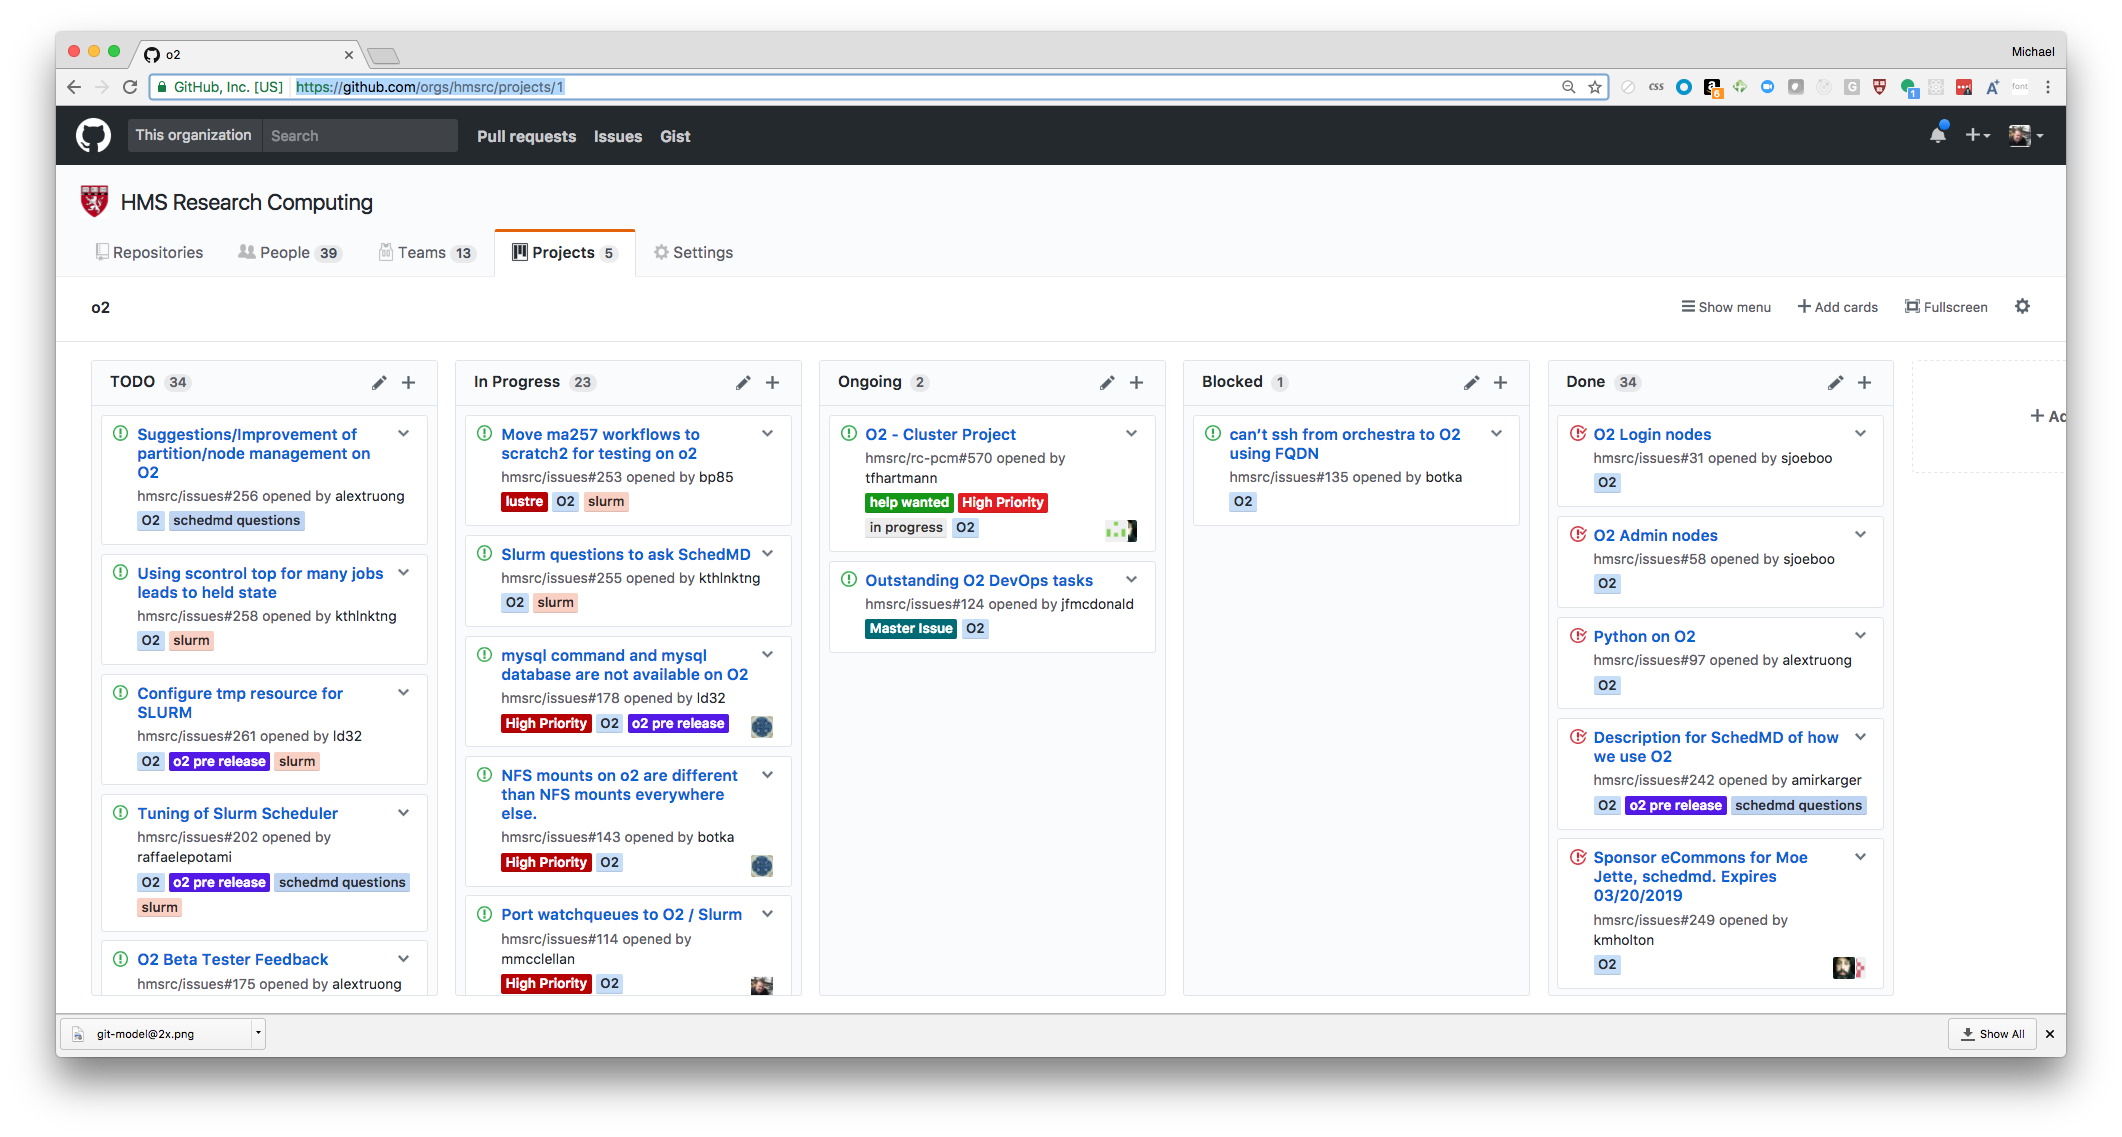 o2
Michael
GitHub, Inc. [US]
https://github.com/orgs/hmsrc/projects/1
css
a
6
G
1
A
font
This organization
Search
Pull requests
Issues
Gist
HMS Research Computing
Repositories
People 39
Teams 13
Projects 5
Settings
o2
Show menu
Add cards
Fullscreen
TODO 34
Suggestions/Improvement of
partition/node management on
O2
hmsrc/issues#256 opened by alextruong
O2 schedmd questions
Using scontrol top for many jobs
leads to held state
hmsrc/issues#258 opened by kthlnktng
O2 slurm
Configure tmp resource for
SLURM
hmsrc/issues#261 opened by ld32
O2 o2 pre release slurm
Tuning of Slurm Scheduler
hmsrc/issues#202 opened by
raffaelepotami
O2 o2 pre release schedmd questions
slurm
O2 Beta Tester Feedback
hmsrc/issues#175 opened by alextruong
In Progress 23
Move ma257 workflows to
scratch2 for testing on o2
hmsrc/issues#253 opened by bp85
lustre O2 slurm
Slurm questions to ask SchedMD
hmsrc/issues#255 opened by kthlnktng
O2 slurm
mysql command and mysql
database are not available on O2
hmsrc/issues#178 opened by ld32
High Priority O2 o2 pre release
NFS mounts on o2 are different
than NFS mounts everywhere
else.
hmsrc/issues#143 opened by botka
High Priority O2
Port watchqueues to O2 / Slurm
hmsrc/issues#114 opened by
mmcclellan
High Priority O2
Ongoing 2
O2 - Cluster Project
hmsrc/rc-pcm#570 opened by
tfhartmann
help wanted High Priority
in progress O2
Outstanding O2 DevOps tasks
hmsrc/issues#124 opened by jfmcdonald
Master Issue O2
Blocked 1
can't ssh from orchestra to O2
using FQDN
hmsrc/issues#135 opened by botka
O2
Done 34
O2 Login nodes
hmsrc/issues#31 opened by sjoeboo
O2
O2 Admin nodes
hmsrc/issues#58 opened by sjoeboo
O2
Python on O2
hmsrc/issues#97 opened by alextruong
O2
Description for SchedMD of how
we use O2
hmsrc/issues#242 opened by amirkarger
O2 o2 pre release schedmd questions
Sponsor eCommons for Moe
Jette, schedmd. Expires
03/20/2019
hmsrc/issues#249 opened by
kmholton
O2
+ Ad
git-model@2x.png
Show All